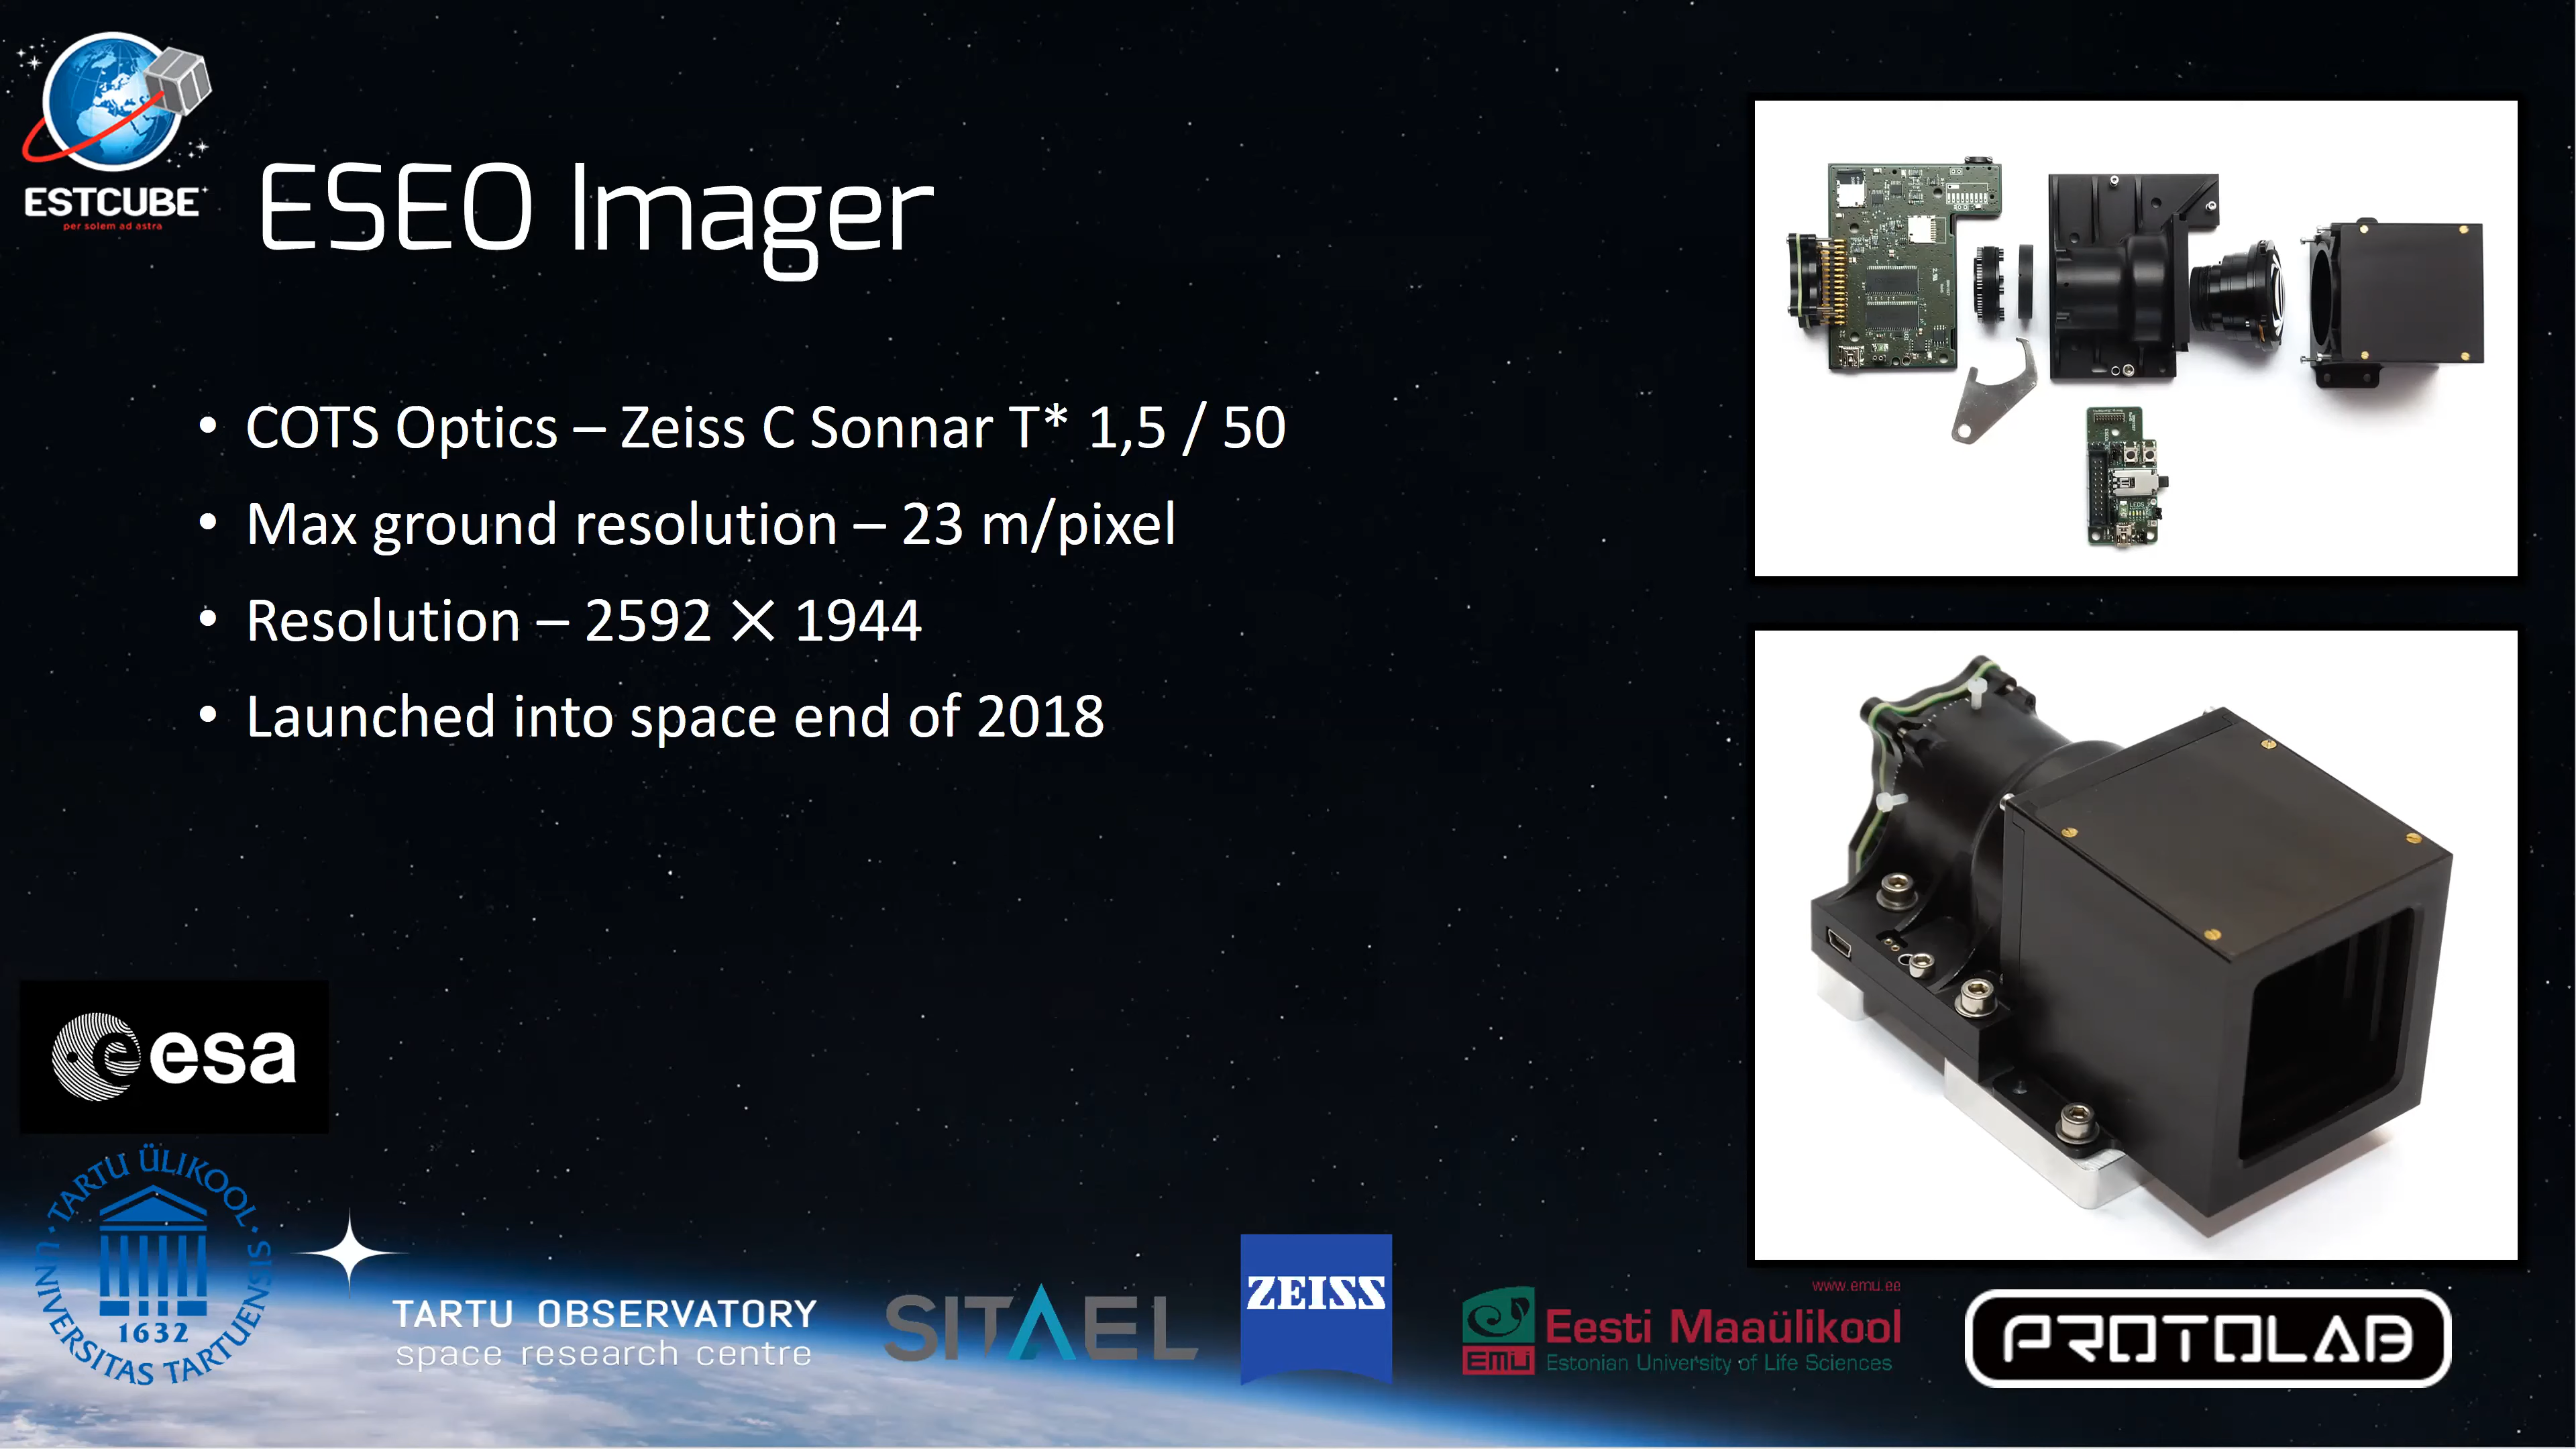 ESTCUBE
per solem ad astra
ESEO Imager
• COTS Optics – Zeiss C Sonnar T* 1,5 / 50
• Max ground resolution – 23 m/pixel
• Resolution – 2592 × 1944
• Launched into space end of 2018
esa
TARTU ÜLIKOOL
UNIVERSITAS TARTUENSIS
1632
TARTU OBSERVATORY
space research centre
SITAEL
ZEISS
www.emu.ee
EMÜ
Eesti Maaülikool
Estonian University of Life Sciences
PROTOLAB